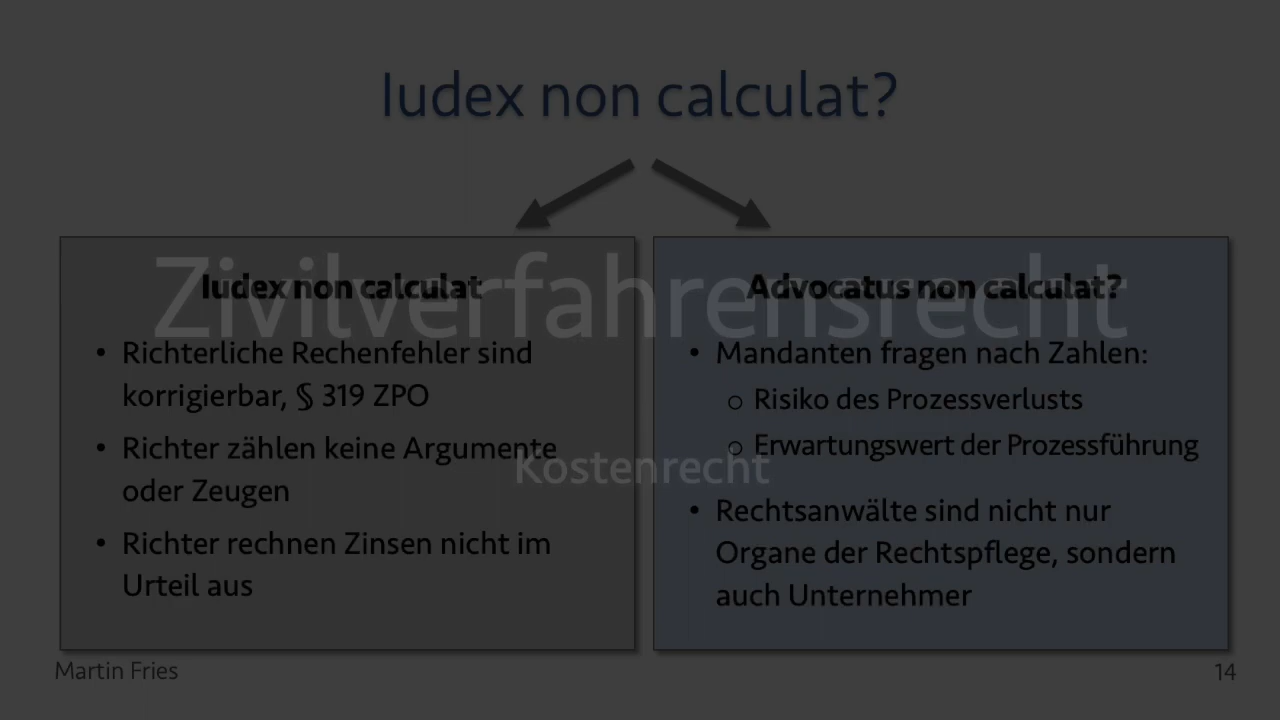 Iudex non calculat?
Zivilverfahrensrecht
Kostenrecht
Iudex non calculat
• Richterliche Rechenfehler sind
korrigierbar, § 319 ZPO
• Richter zählen keine Argumente
oder Zeugen
• Richter rechnen Zinsen nicht im
Urteil aus
Advocatus non calculat?
• Mandanten fragen nach Zahlen:
o Risiko des Prozessverlusts
o Erwartungswert der Prozessführung
• Rechtsanwälte sind nicht nur
Organe der Rechtspflege, sondern
auch Unternehmer
Martin Fries
14